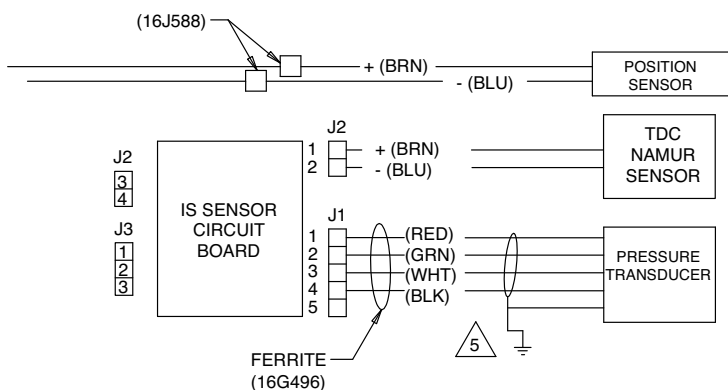 (16J588)
+ (BRN)
- (BLU)
POSITION
SENSOR
J2
1
2
+ (BRN)
- (BLU)
TDC
NAMUR
SENSOR
J2
3
4
J3
1
2
3
IS SENSOR
CIRCUIT
BOARD
J1
1
2
3
4
5
(RED)
(GRN)
(WHT)
(BLK)
PRESSURE
TRANSDUCER
5
FERRITE
(16G496)